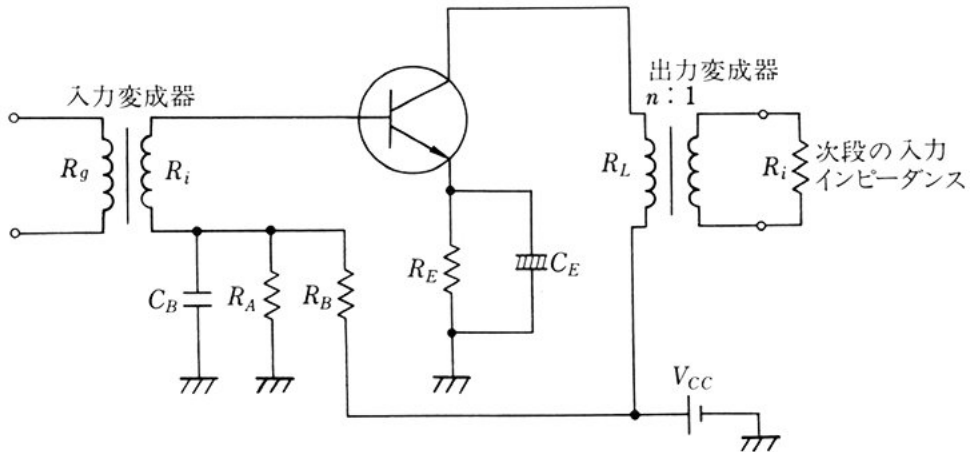 入力変成器
出力変成器
n : 1
R_g
R_i
R_L
R_i
次段の入力
インピーダンス
C_B
R_A
R_B
R_E
C_E
V_CC